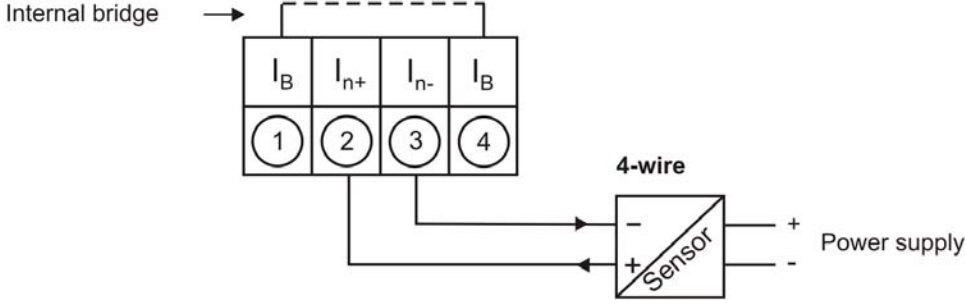 Internal bridge
I_B I_n+ I_n- I_B
1 2 3 4
4-wire
- +
+ -
Sensor
Power supply